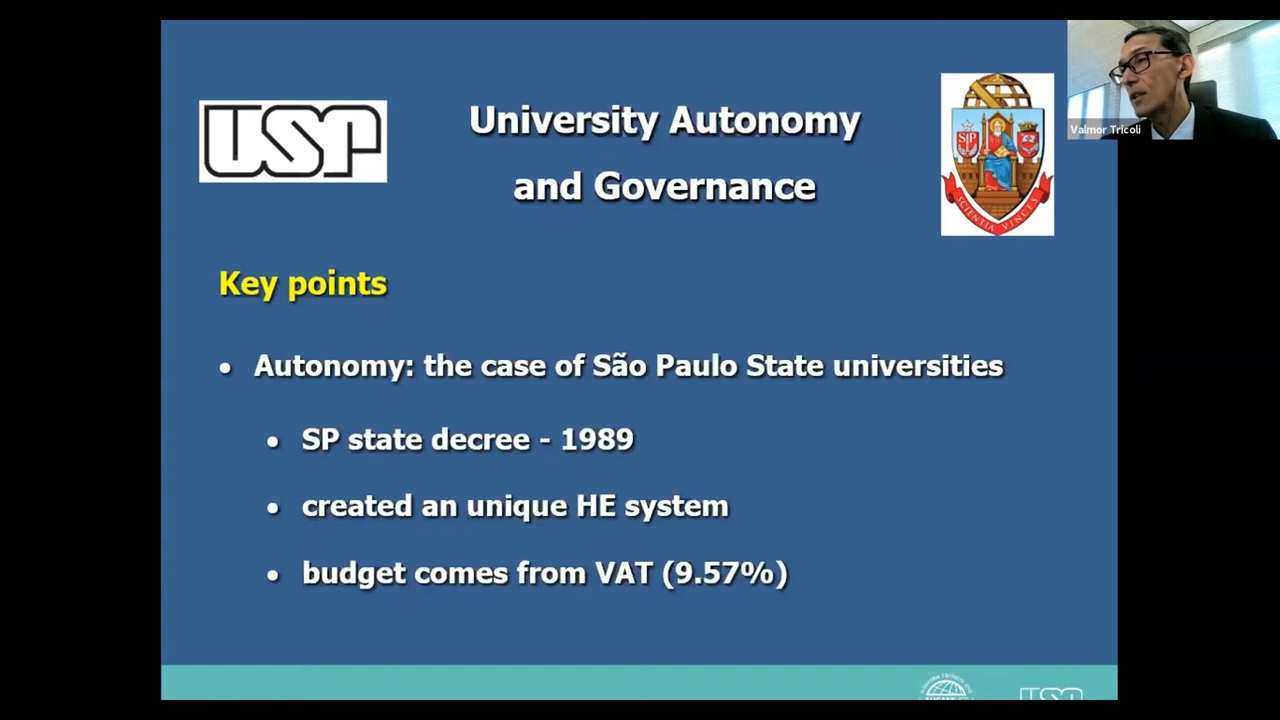 USP
University Autonomy
and Governance
SCIENTIA VINCES
Valmor Tricoli
Key points
• Autonomy: the case of São Paulo State universities
• SP state decree - 1989
• created an unique HE system
• budget comes from VAT (9.57%)
USP